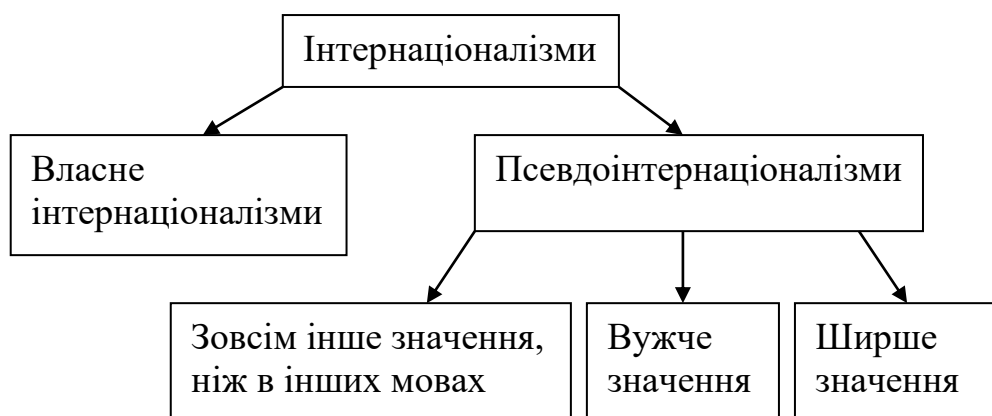 Інтернаціоналізми
Власне
інтернаціоналізми
Псевдоінтернаціоналізми
Зовсім інше значення,
ніж в інших мовах
Вужче
значення
Ширше
значення